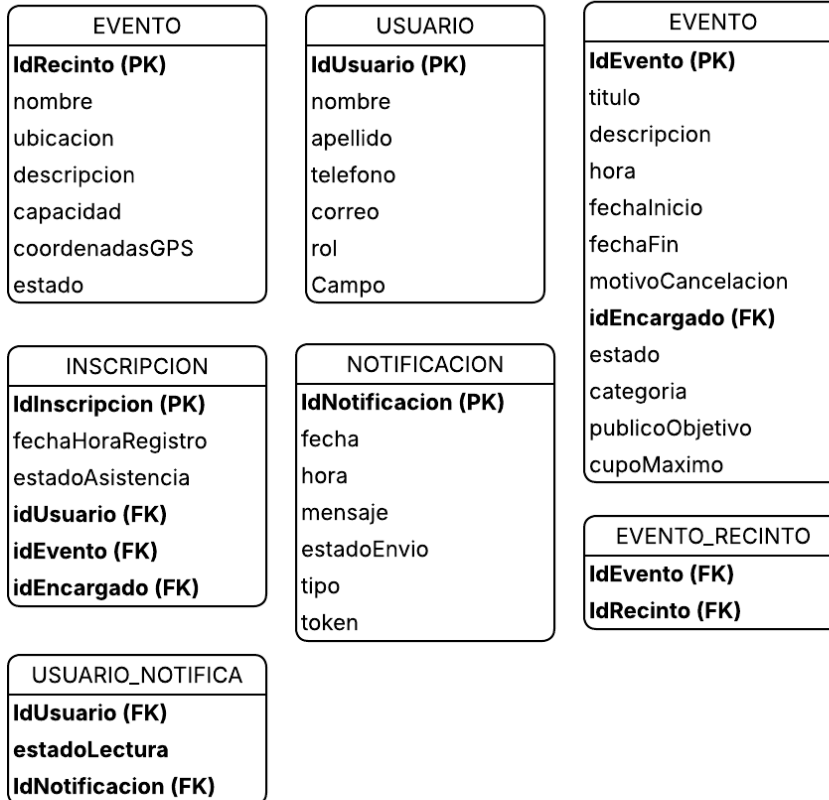 EVENTO
IdRecinto (PK)
nombre
ubicacion
descripcion
capacidad
coordenadasGPS
estado
USUARIO
IdUsuario (PK)
nombre
apellido
telefono
correo
rol
Campo
EVENTO
IdEvento (PK)
titulo
descripcion
hora
fechaInicio
fechaFin
motivoCancelacion
idEncargado (FK)
estado
categoria
publicoObjetivo
cupoMaximo
INSCRIPCION
IdInscripcion (PK)
fechaHoraRegistro
estadoAsistencia
idUsuario (FK)
idEvento (FK)
idEncargado (FK)
NOTIFICACION
IdNotificacion (PK)
fecha
hora
mensaje
estadoEnvio
tipo
token
EVENTO_RECINTO
IdEvento (FK)
IdRecinto (FK)
USUARIO_NOTIFICA
IdUsuario (FK)
estadoLectura
IdNotificacion (FK)